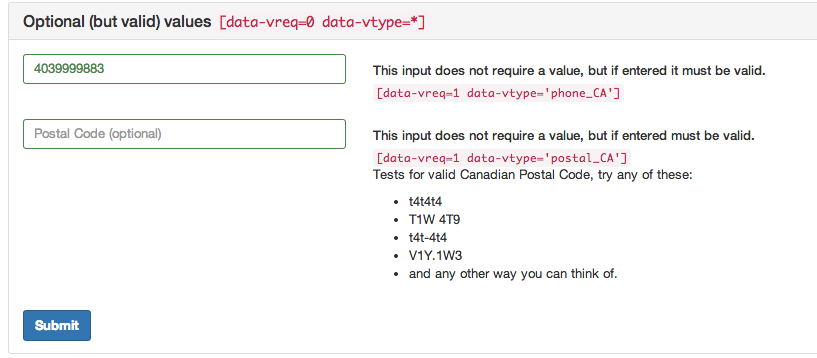 Optional (but valid) values [data-vreq=0 data-vtype=*]
4039999883
This input does not require a value, but if entered it must be valid.
[data-vreq=1 data-vtype='phone_CA']
Postal Code (optional)
This input does not require a value, but if entered must be valid.
[data-vreq=1 data-vtype='postal_CA']
Tests for valid Canadian Postal Code, try any of these:
• t4t4t4
• T1W 4T9
• t4t-4t4
• V1Y.1W3
• and any other way you can think of.
Submit